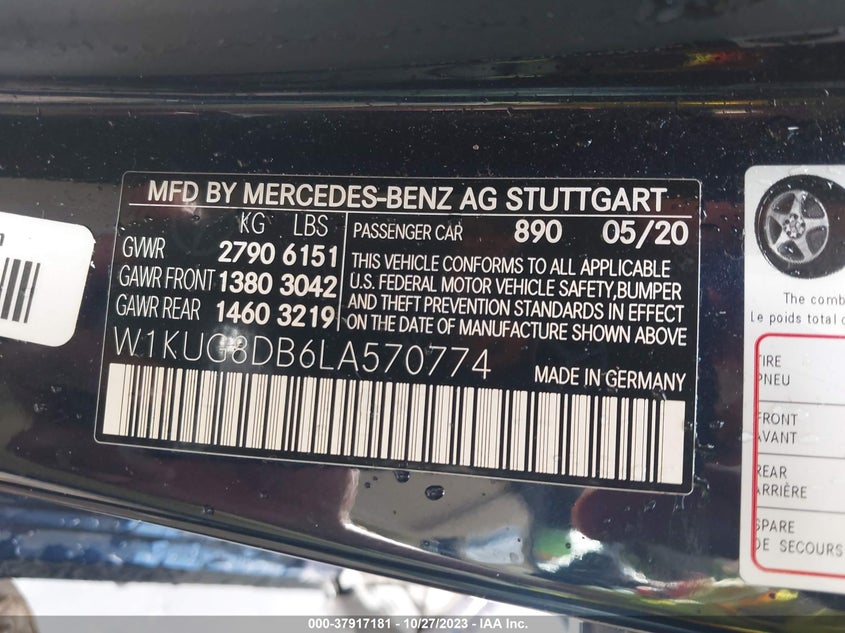 MFD BY MERCEDES-BENZ AG STUTTGART
KG LBS
GVWR 2790 6151
GAWR FRONT 1380 3042
GAWR REAR 1460 3219
PASSENGER CAR 890 05/20
THIS VEHICLE CONFORMS TO ALL APPLICABLE
U.S. FEDERAL MOTOR VEHICLE SAFETY,BUMPER
AND THEFT PREVENTION STANDARDS IN EFFECT
ON THE DATE OF MANUFACTURE SHOWN ABOVE.
W1KUG8DB6LA570774
MADE IN GERMANY
The comb
Le poids total
TIRE
PNEU
FRONT
AVANT
REAR
ARRIÈRE
SPARE
DE SECOURS
000-37917181 / 10/27/2023 / IAA Inc.